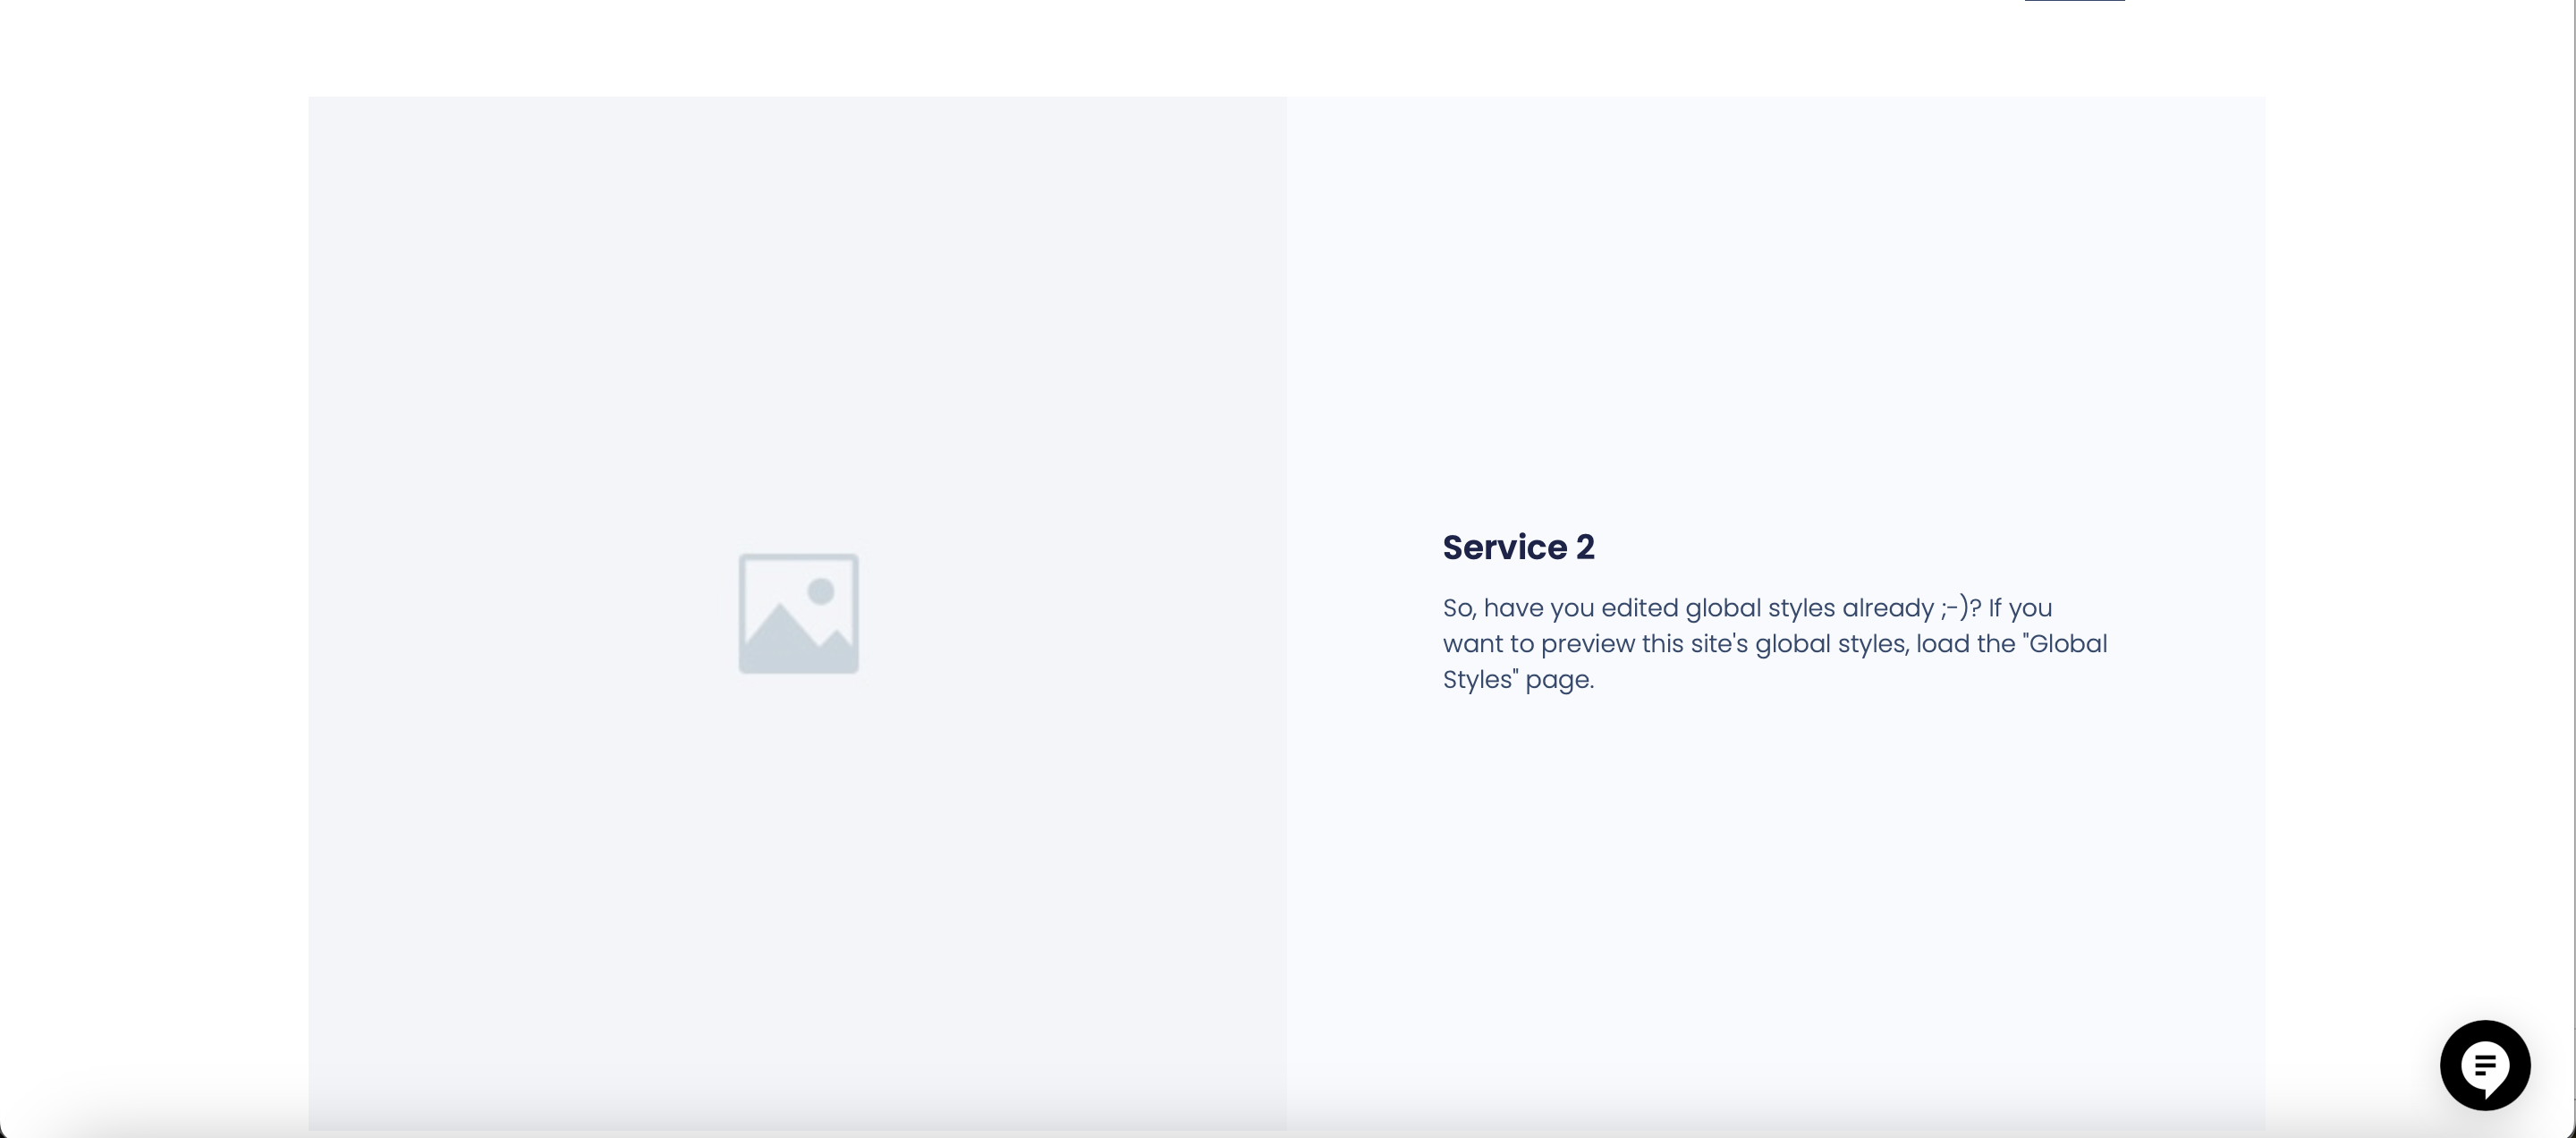 Service 2
So, have you edited global styles already ;-)? If you
want to preview this site's global styles, load the "Global
Styles" page.